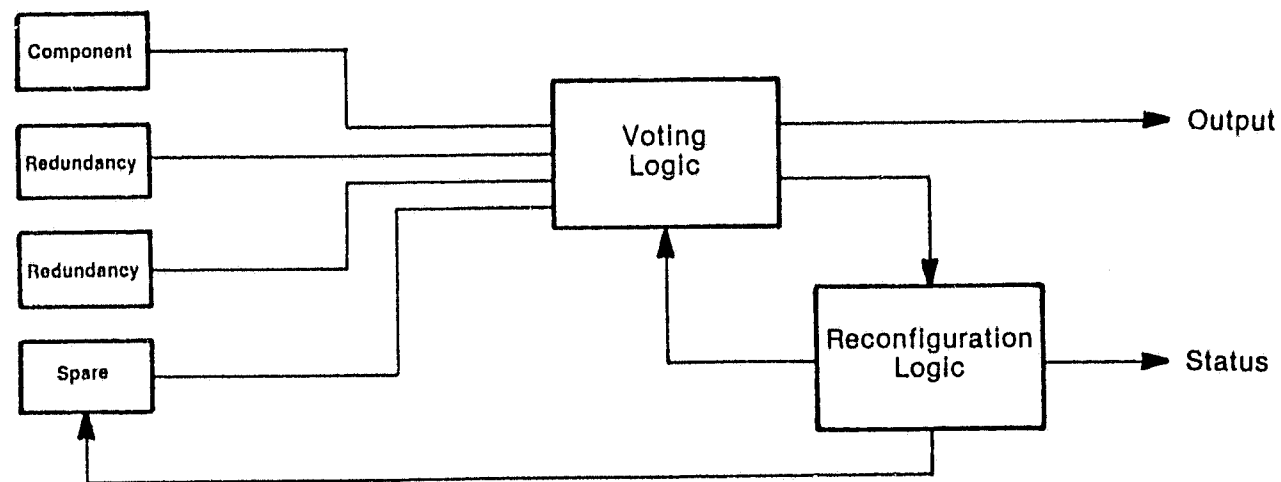 Component
Redundancy
Redundancy
Spare
Voting
Logic
Output
Reconfiguration
Logic
Status